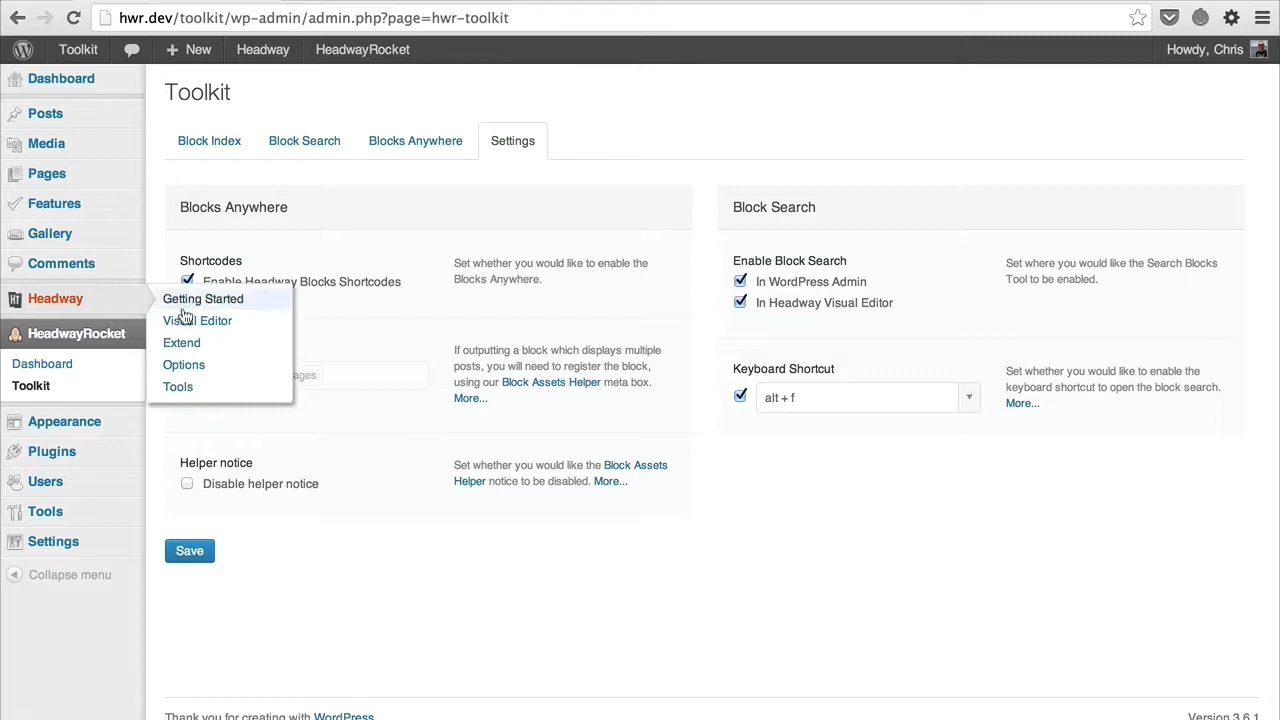 hwr.dev/toolkit/wp-admin/admin.php?page=hwr-toolkit
Toolkit
New
Headway
HeadwayRocket
Howdy, Chris
Dashboard
Posts
Media
Pages
Features
Gallery
Comments
Headway
HeadwayRocket
Dashboard
Toolkit
Appearance
Plugins
Users
Tools
Settings
Collapse menu
Getting Started
Visual Editor
Extend
Options
Tools
Toolkit
Block Index
Block Search
Blocks Anywhere
Settings
Blocks Anywhere
Shortcodes
Enable Headway Blocks Shortcodes
Set whether you would like to enable the
Blocks Anywhere.
If outputting a block which displays multiple
posts, you will need to register the block,
using our Block Assets Helper meta box.
More...
Helper notice
Disable helper notice
Set whether you would like the Block Assets
Helper notice to be disabled. More...
Save
Block Search
Enable Block Search
In WordPress Admin
In Headway Visual Editor
Set where you would like the Search Blocks
Tool to be enabled.
Keyboard Shortcut
alt + f
Set whether you would like to enable the
keyboard shortcut to open the block search.
More...
Thank you for creating with WordPress
Version 3.6.1